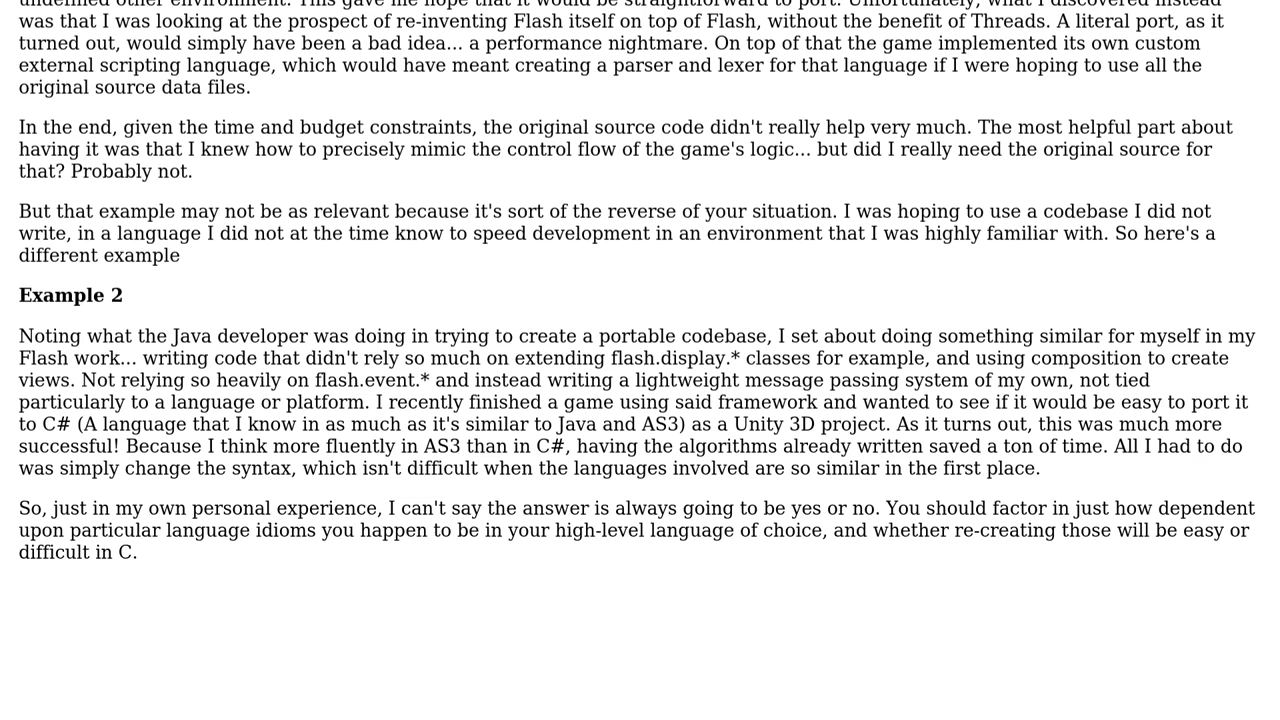 undefined other environment. This gave me hope that it would be straightforward to port. Unfortunately, what I discovered instead
was that I was looking at the prospect of re-inventing Flash itself on top of Flash, without the benefit of Threads. A literal port, as it
turned out, would simply have been a bad idea... a performance nightmare. On top of that the game implemented its own custom
external scripting language, which would have meant creating a parser and lexer for that language if I were hoping to use all the
original source data files.
In the end, given the time and budget constraints, the original source code didn't really help very much. The most helpful part about
having it was that I knew how to precisely mimic the control flow of the game's logic... but did I really need the original source for
that? Probably not.
But that example may not be as relevant because it's sort of the reverse of your situation. I was hoping to use a codebase I did not
write, in a language I did not at the time know to speed development in an environment that I was highly familiar with. So here's a
different example
Example 2
Noting what the Java developer was doing in trying to create a portable codebase, I set about doing something similar for myself in my
Flash work... writing code that didn't rely so much on extending flash.display.* classes for example, and using composition to create
views. Not relying so heavily on flash.event.* and instead writing a lightweight message passing system of my own, not tied
particularly to a language or platform. I recently finished a game using said framework and wanted to see if it would be easy to port it
to C# (A language that I know in as much as it's similar to Java and AS3) as a Unity 3D project. As it turns out, this was much more
successful! Because I think more fluently in AS3 than in C#, having the algorithms already written saved a ton of time. All I had to do
was simply change the syntax, which isn't difficult when the languages involved are so similar in the first place.
So, just in my own personal experience, I can't say the answer is always going to be yes or no. You should factor in just how dependent
upon particular language idioms you happen to be in your high-level language of choice, and whether re-creating those will be easy or
difficult in C.